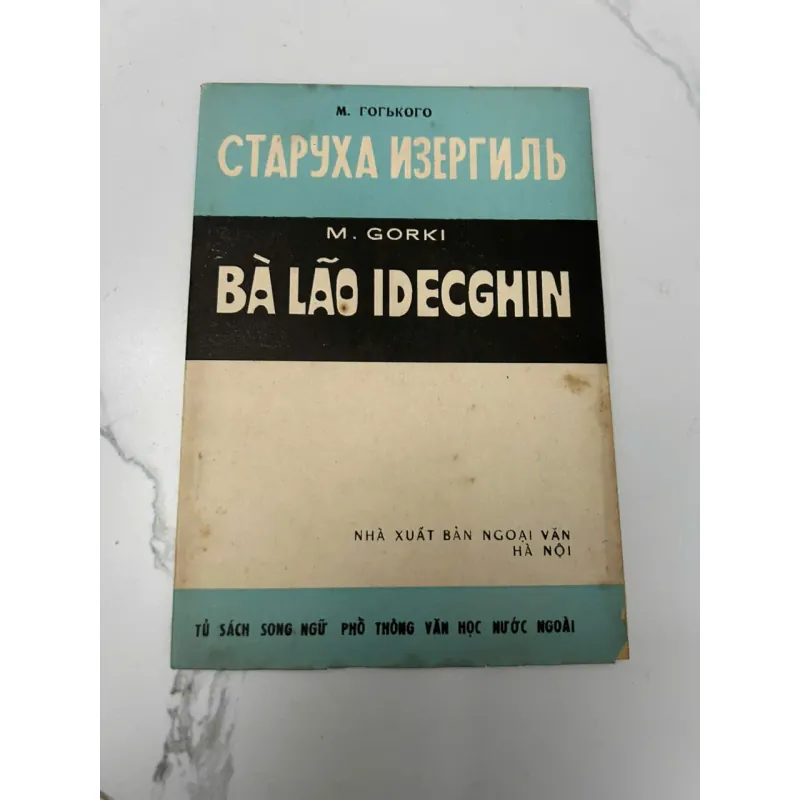 М. ГОГЬКОГО
СТАРУХА ИЗЕРГИЛЬ
M. GORKI
BÀ LÃO IDECGHIN
NHÀ XUẤT BẢN NGOẠI VĂN
HÀ NỘI
TỦ SÁCH SONG NGỮ PHỔ THÔNG VĂN HỌC NƯỚC NGOÀI